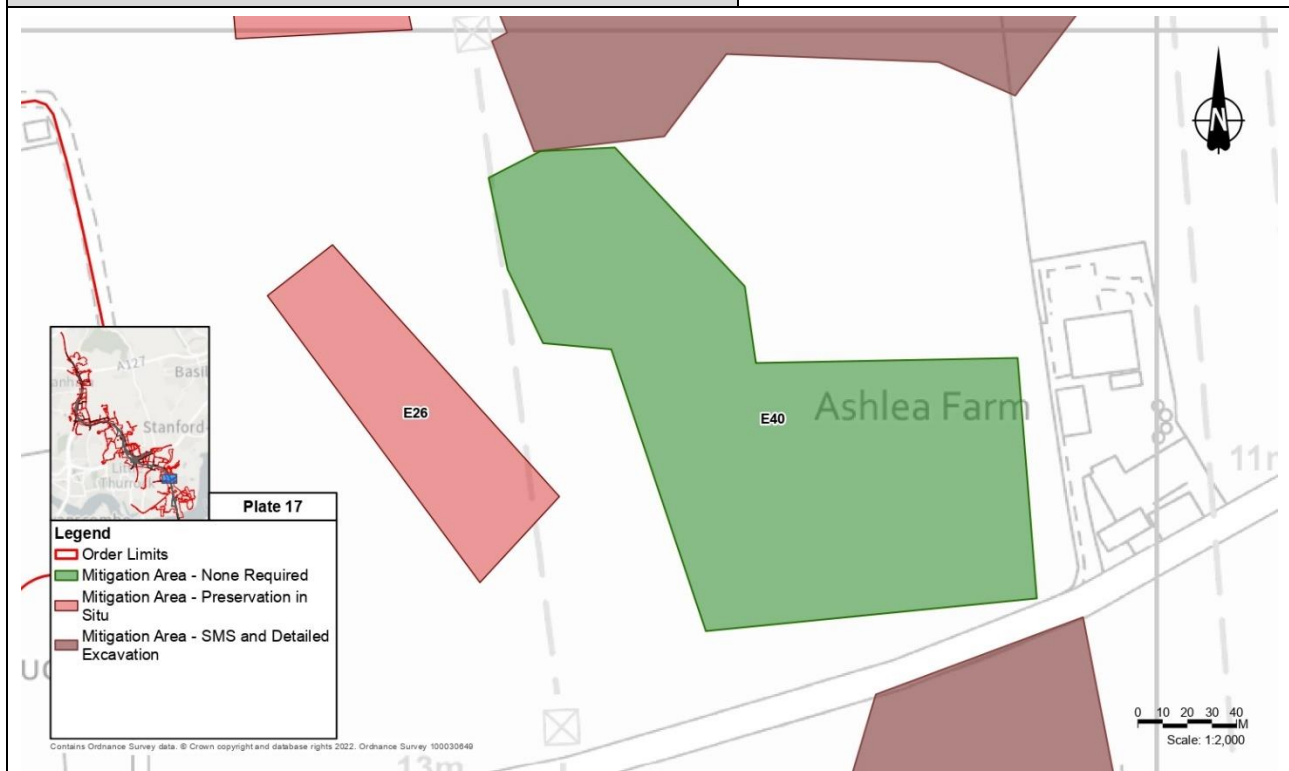 N
E26
E40
Ashlea Farm
11m
A127
Basil
Stanford-
Plate 17
Legend
Order Limits
Mitigation Area - None Required
Mitigation Area - Preservation in
Situ
Mitigation Area - SMS and Detailed
Excavation
0 10 20 30 40
M
Scale: 1:2,000
Contains Ordnance Survey data. © Crown copyright and database rights 2022. Ordnance Survey 100030649
13m